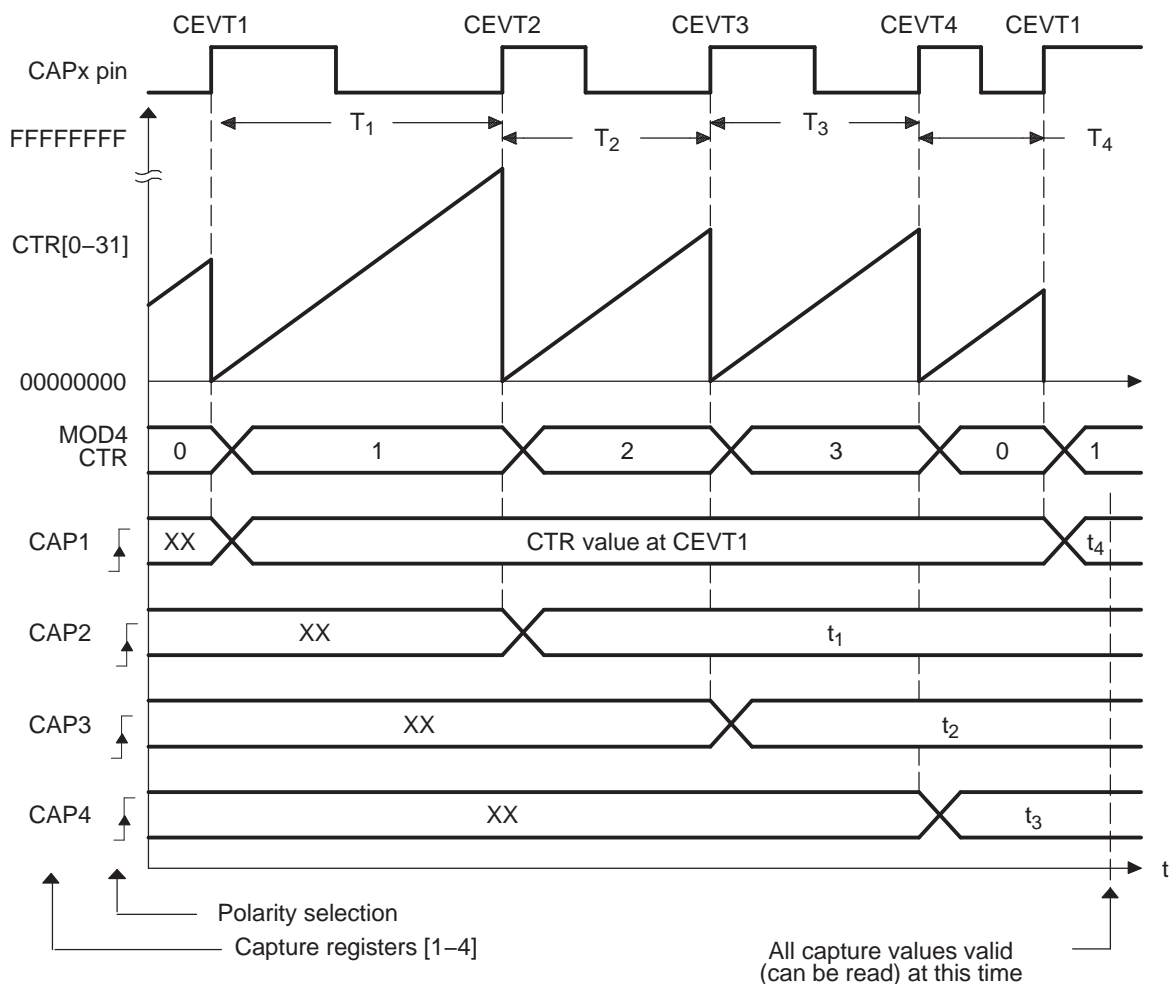 CEVT1 CEVT2 CEVT3 CEVT4 CEVT1
CAPx pin
T1 T2 T3 T4
FFFFFFFF
CTR[0−31]
00000000
MOD4
CTR
0 1 2 3 0 1
CAP1 XX CTR value at CEVT1 t4
CAP2 XX t1
CAP3 XX t2
CAP4 XX t3
t
Polarity selection
Capture registers [1−4]
All capture values valid
(can be read) at this time